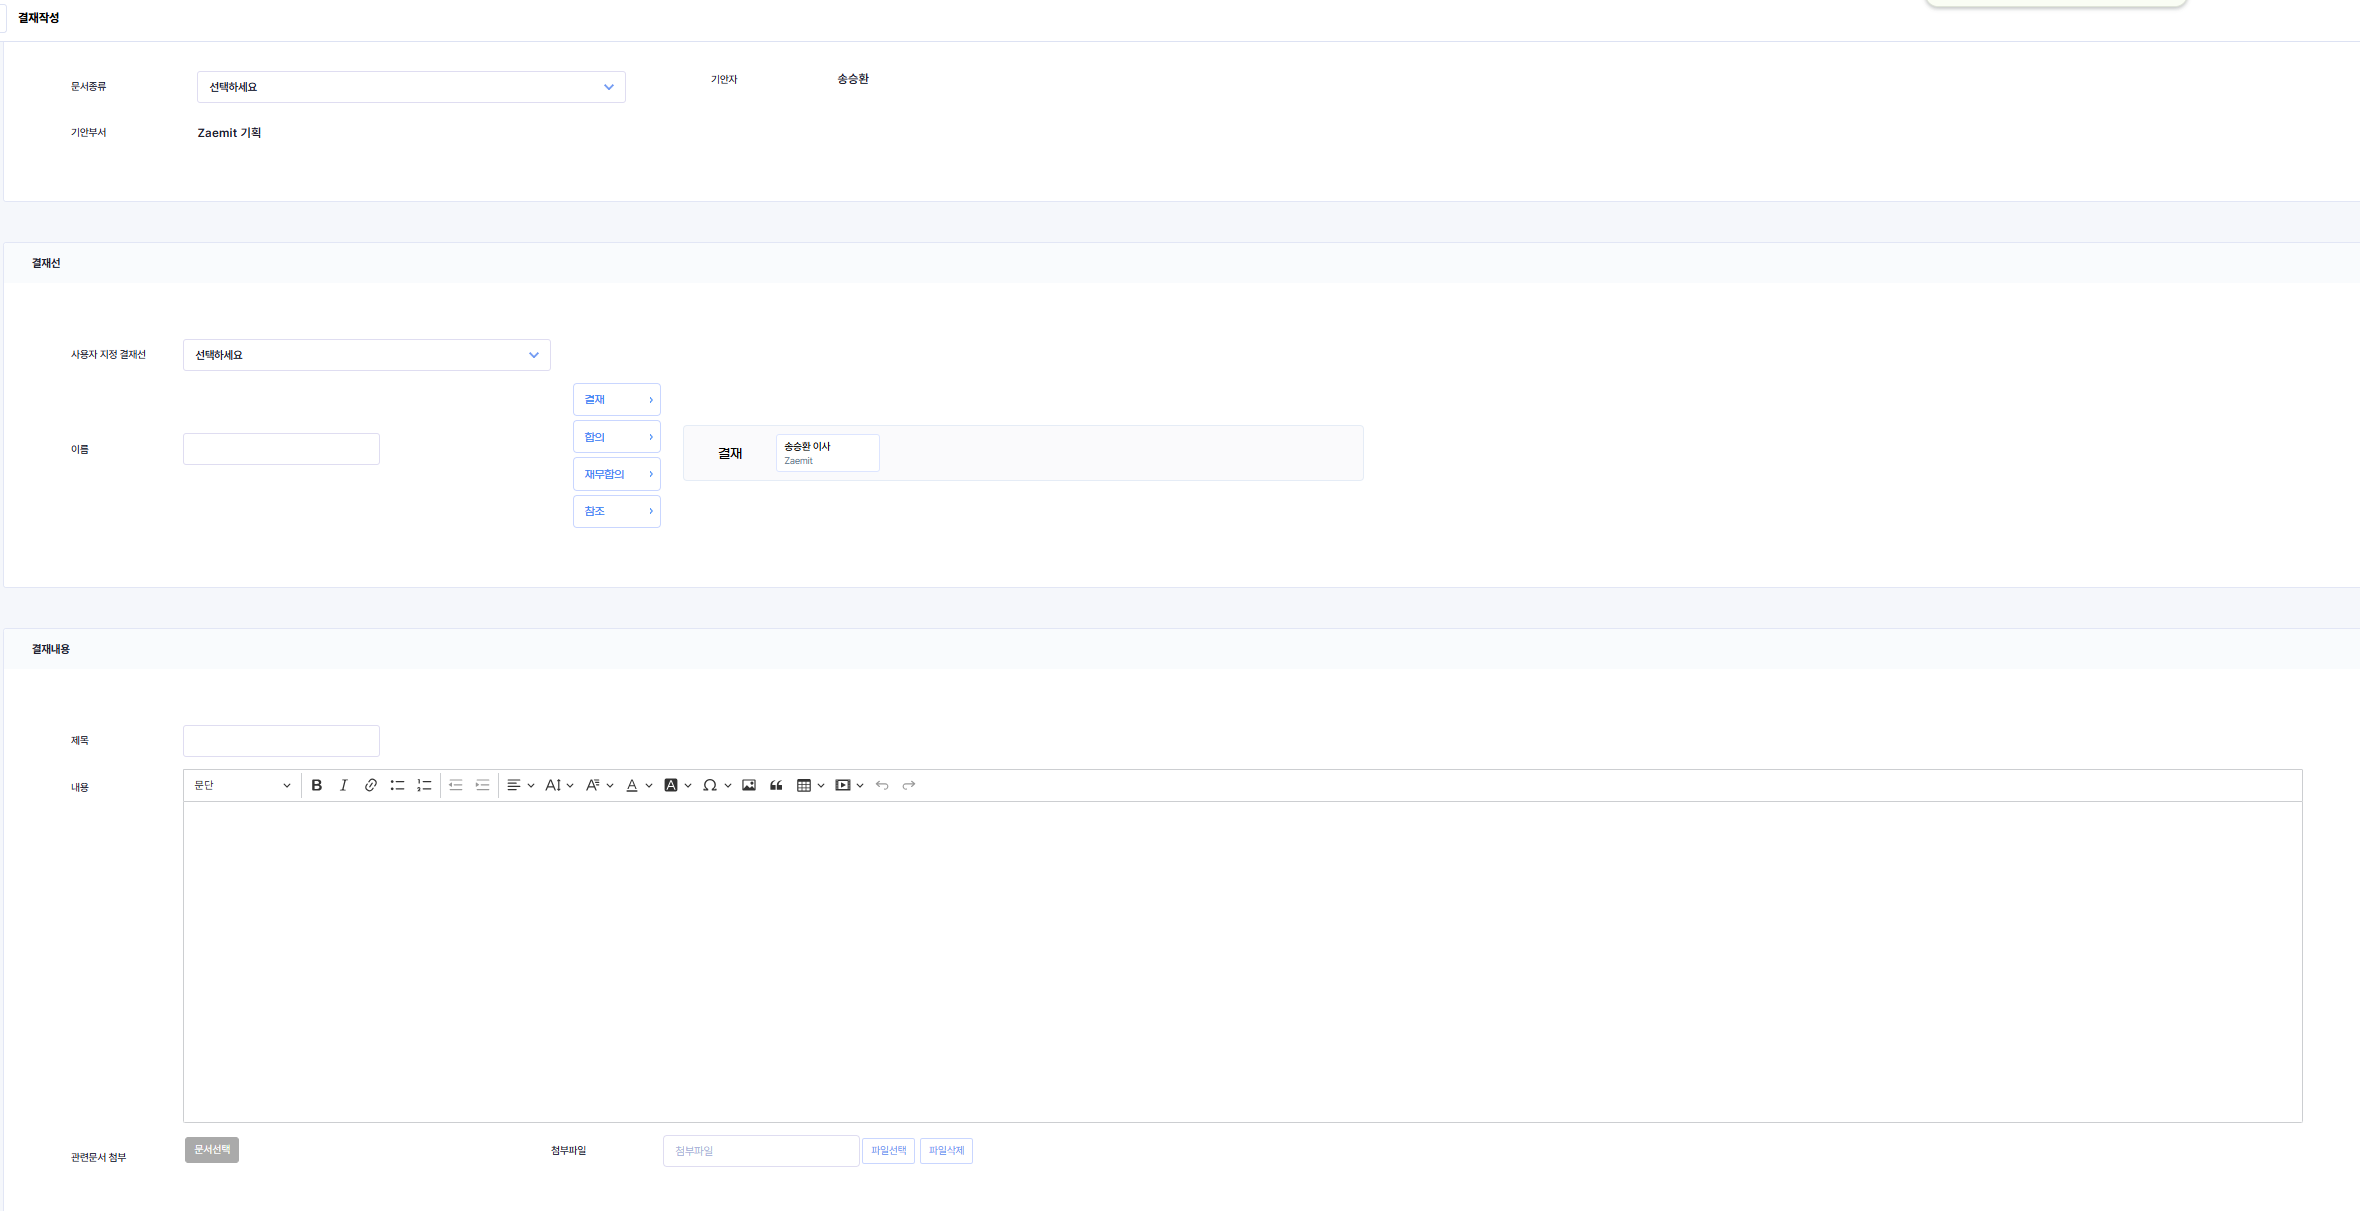 결재작성
문서종류
선택하세요
기안자
송승환
기안부서
Zaemit 기획
결재선
사용자 지정 결재선
선택하세요
결재
합의
재무합의
참조
이름
결재
송승환 이사
Zaemit
결재내용
제목
내용
문단
관련문서 첨부
문서선택
첨부파일
첨부파일
파일선택
파일삭제